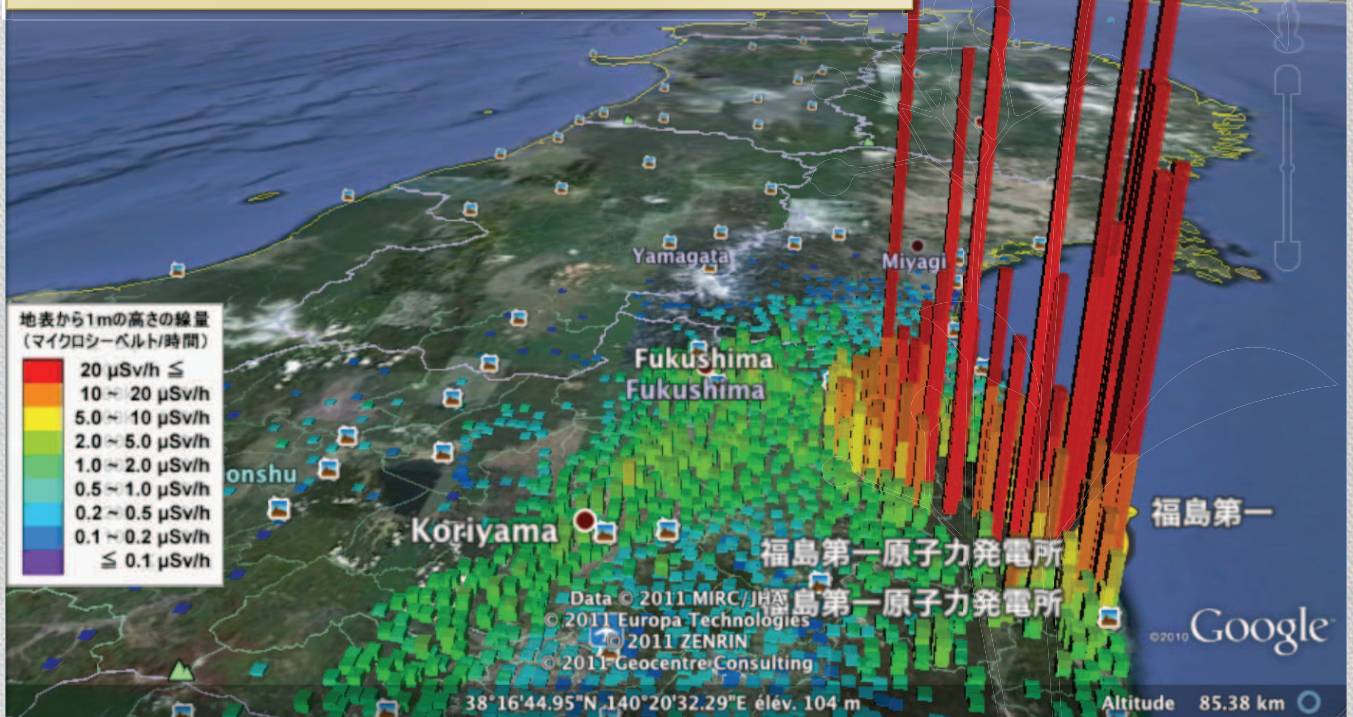 Yamagata
Miyagi
地表から1mの高さの線量
(マイクロシーベルト/時間)
20 μSv/h ≦
10 ~ 20 μSv/h
5.0 ~ 10 μSv/h
2.0 ~ 5.0 μSv/h
1.0 ~ 2.0 μSv/h
0.5 ~ 1.0 μSv/h
0.2 ~ 0.5 μSv/h
0.1 ~ 0.2 μSv/h
≦ 0.1 μSv/h
Fukushima
Fukushima
onshu
Koriyama
福島第一
福島第一原子力発電所
福島第一原子力発電所
Data © 2011 MIRC/JHA
© 2011 Europa Technologies
© 2011 ZENRIN
© 2011 Geocentre Consulting
©2010 Google
38°16'44.95"N 140°20'32.29"E élév. 104 m
Altitude 85.38 km